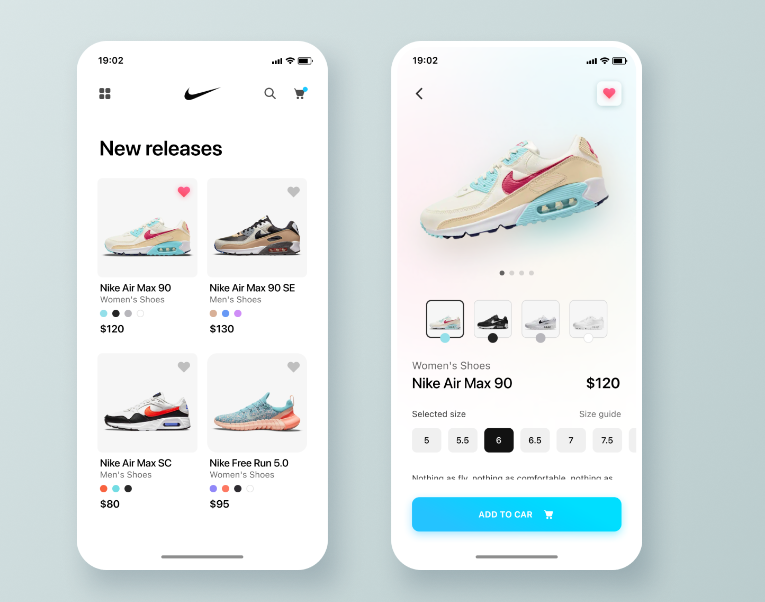 19:02
New releases
Nike Air Max 90
Women's Shoes
$120
Nike Air Max 90 SE
Men's Shoes
$130
Nike Air Max SC
Men's Shoes
$80
Nike Free Run 5.0
Women's Shoes
$95
19:02
Women's Shoes
Nike Air Max 90 $120
Selected size Size guide
5 5.5 6 6.5 7 7.5
Nothing as fly, nothing as comfortable, nothing as
ADD TO CAR